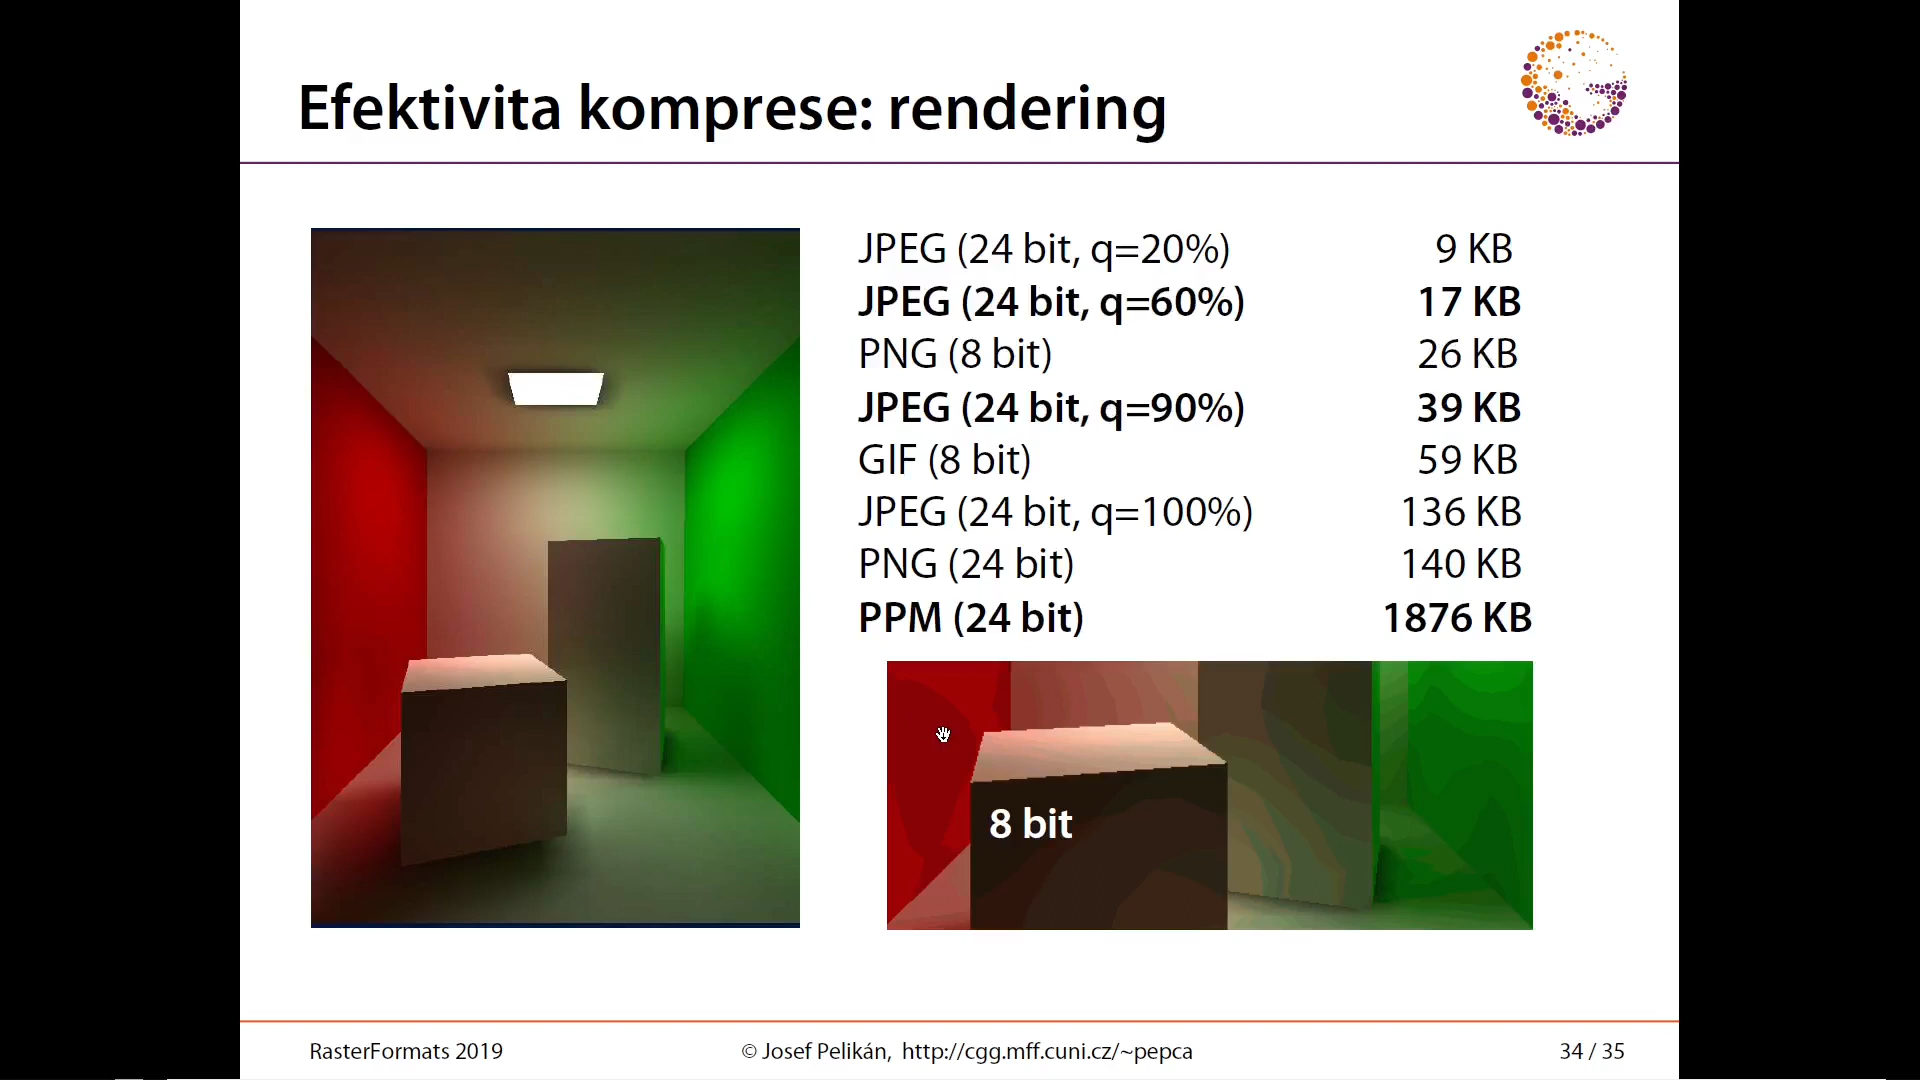 Efektivita komprese: rendering
JPEG (24 bit, q=20%) 9 KB
JPEG (24 bit, q=60%) 17 KB
PNG (8 bit) 26 KB
JPEG (24 bit, q=90%) 39 KB
GIF (8 bit) 59 KB
JPEG (24 bit, q=100%) 136 KB
PNG (24 bit) 140 KB
PPM (24 bit) 1876 KB
8 bit
RasterFormats 2019 © Josef Pelikán, http://cgg.mff.cuni.cz/~pepca 34 / 35